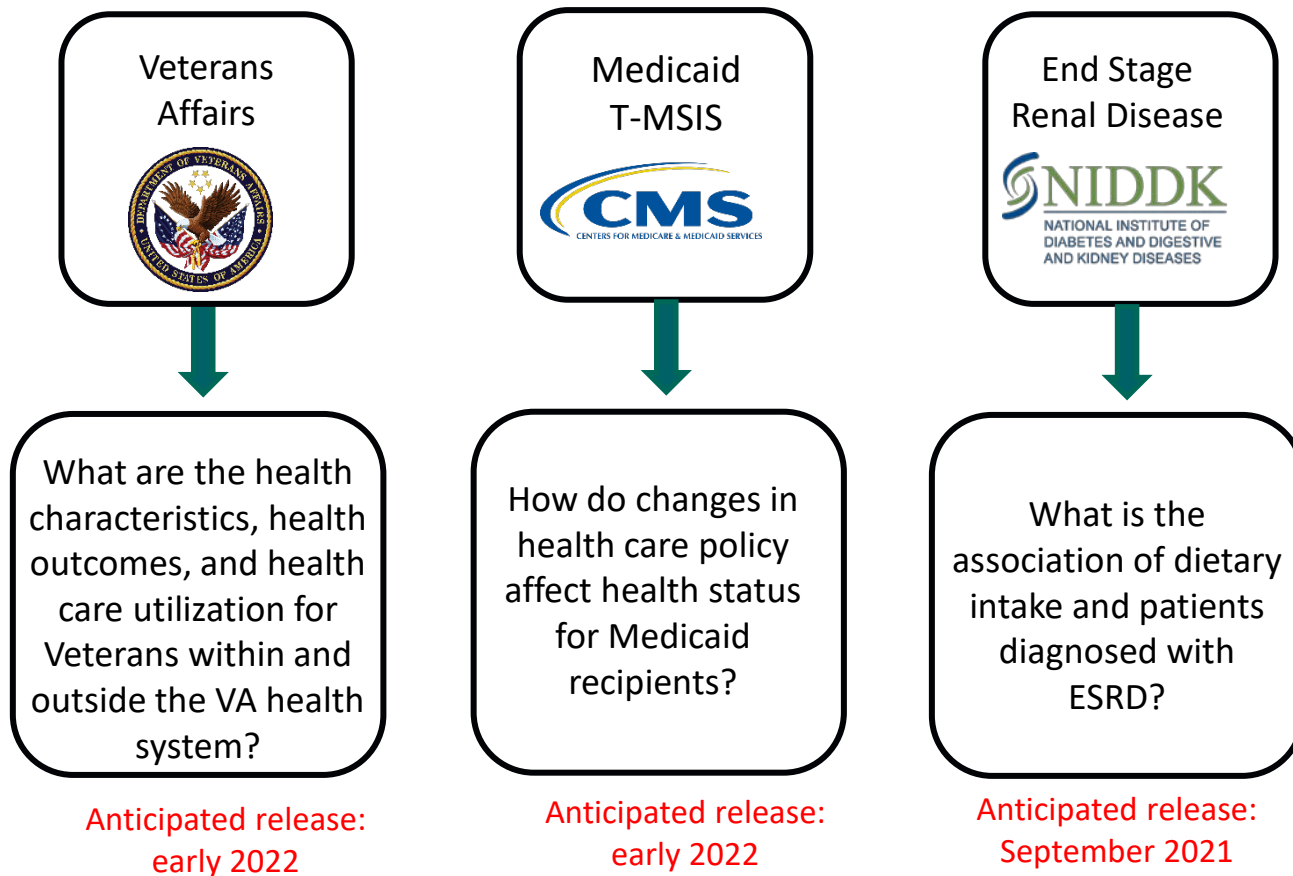 Veterans
Affairs
DEPARTMENT OF VETERANS AFFAIRS
UNITED STATES OF AMERICA
Medicaid
T-MSIS
CMS
CENTERS FOR MEDICARE & MEDICAID SERVICES
End Stage
Renal Disease
NIDDK
NATIONAL INSTITUTE OF
DIABETES AND DIGESTIVE
AND KIDNEY DISEASES
What are the health
characteristics, health
outcomes, and health
care utilization for
Veterans within and
outside the VA health
system?
How do changes in
health care policy
affect health status
for Medicaid
recipients?
What is the
association of dietary
intake and patients
diagnosed with
ESRD?
Anticipated release:
early 2022
Anticipated release:
early 2022
Anticipated release:
September 2021